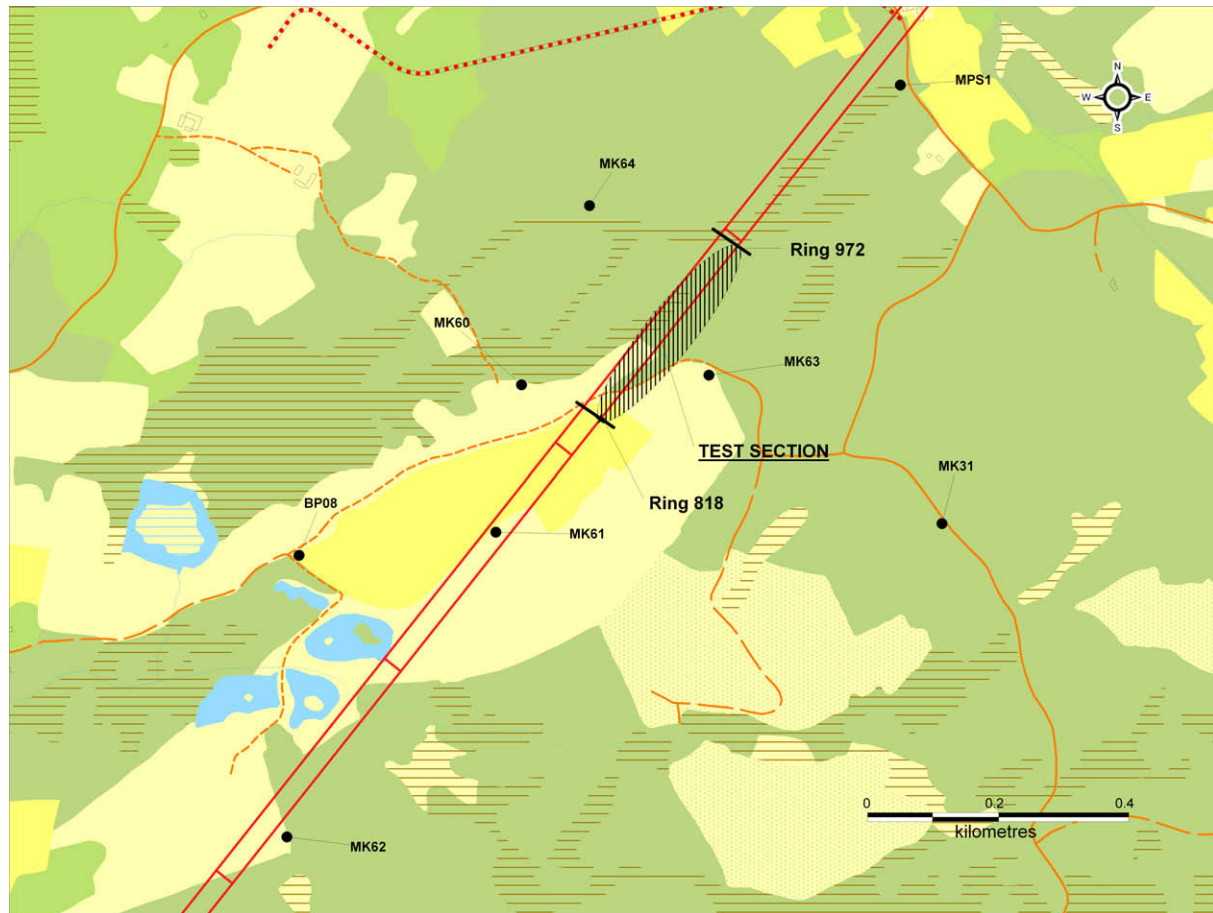 MPS1
N
W E
S
MK64
Ring 972
MK60
MK63
TEST SECTION
MK31
Ring 818
BP08
MK61
0 0.2 0.4
kilometres
MK62